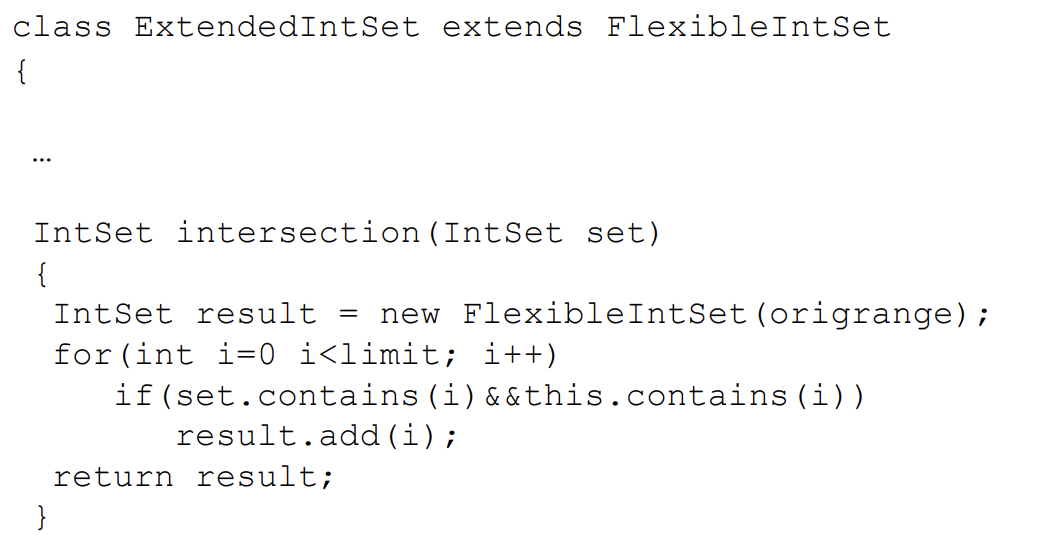 class ExtendedIntSet extends FlexibleIntSet
{
…
IntSet intersection(IntSet set)
{
IntSet result = new FlexibleIntSet(origrange);
for(int i=0 i<limit; i++)
if(set.contains(i)&&this.contains(i))
result.add(i);
return result;
}